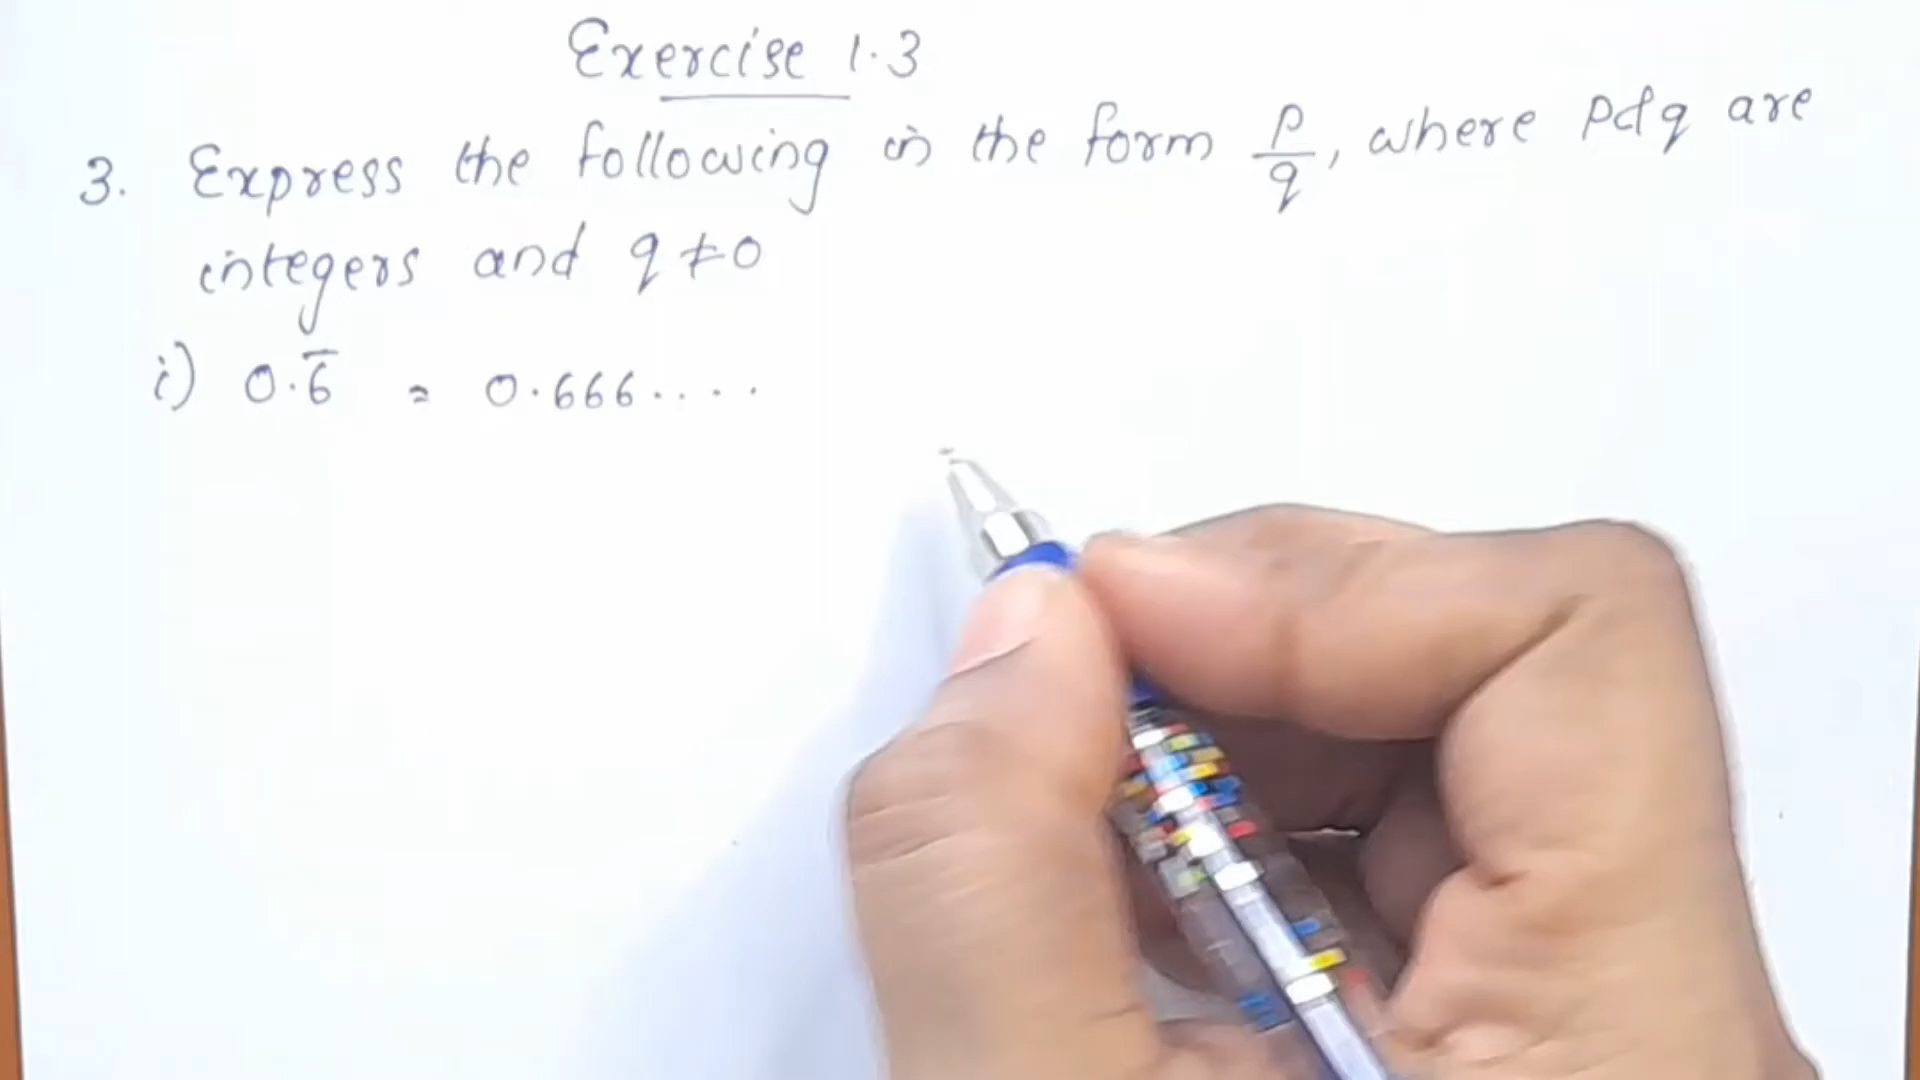 Exercise 1.3
3. Express the following in the form p/q, where p & q are
integers and q ≠ 0
i) 0.6̅ = 0.666....